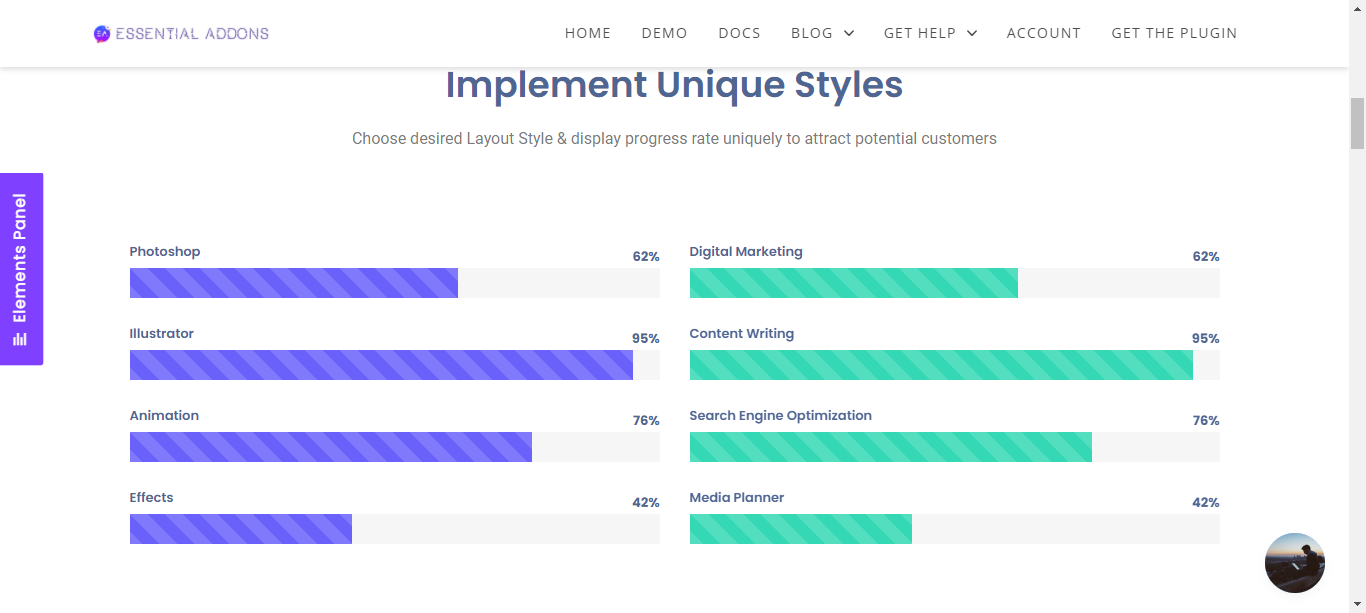 ESSENTIAL ADDONS
HOME DEMO DOCS BLOG GET HELP ACCOUNT GET THE PLUGIN
Implement Unique Styles
Choose desired Layout Style & display progress rate uniquely to attract potential customers
Elements Panel
Photoshop 62%
Illustrator 95%
Animation 76%
Effects 42%
Digital Marketing 62%
Content Writing 95%
Search Engine Optimization 76%
Media Planner 42%